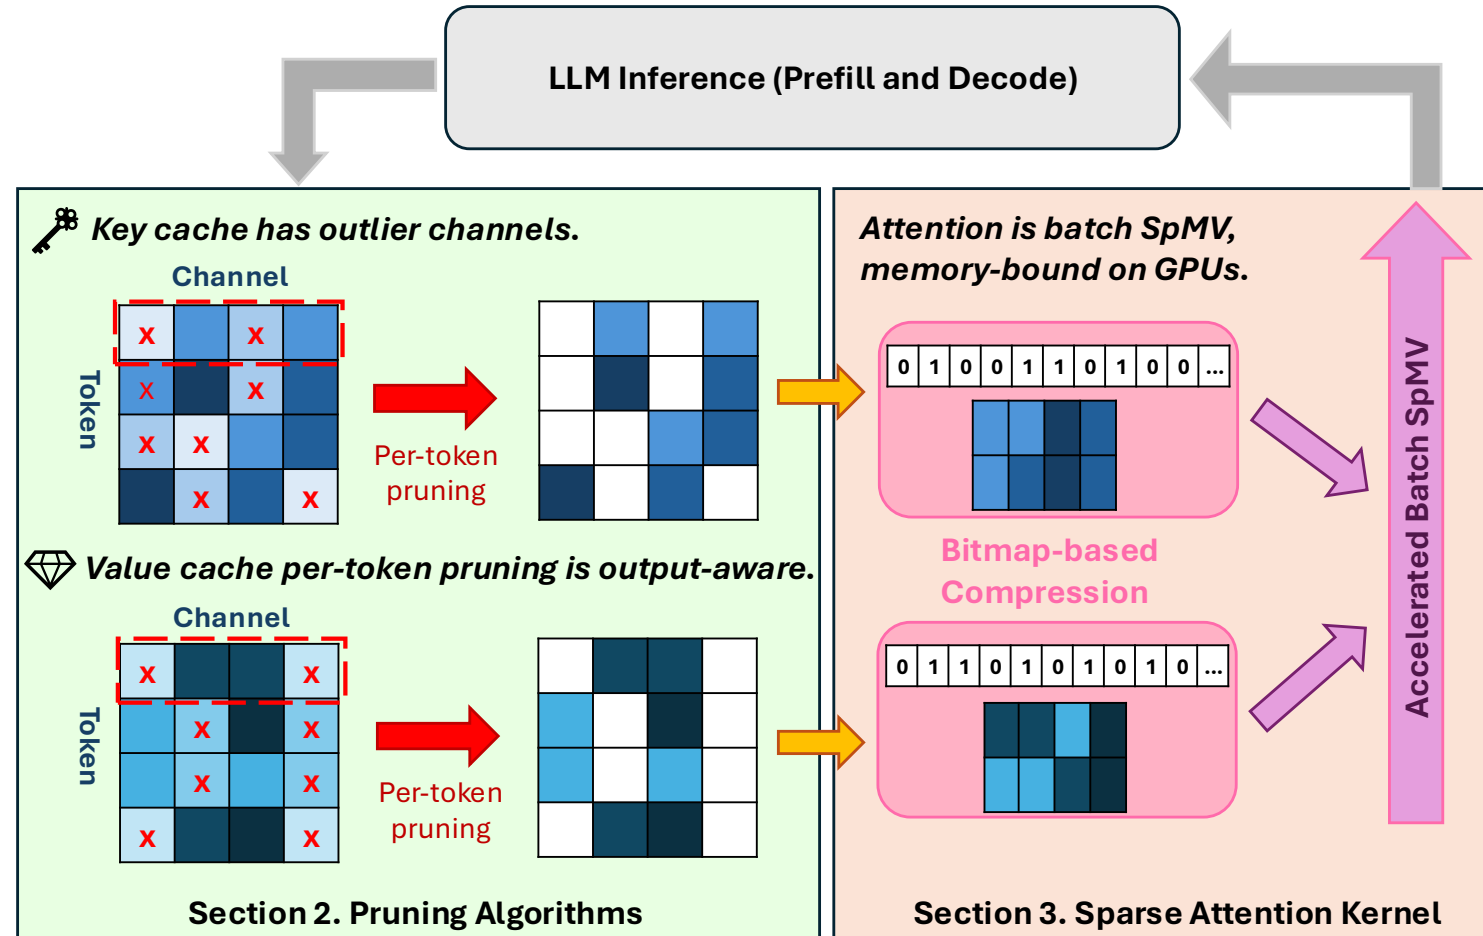 LLM Inference (Prefill and Decode)
Key cache has outlier channels.
Channel
Token
x x
x x
x x
x x
Per-token
pruning
Value cache per-token pruning is output-aware.
Channel
Token
x x
x x
x x
x x
Per-token
pruning
Section 2. Pruning Algorithms
Attention is batch SpMV,
memory-bound on GPUs.
0 1 0 0 1 1 0 1 0 0 ...
Bitmap-based
Compression
0 1 1 0 1 0 1 0 1 0 ...
Accelerated Batch SpMV
Section 3. Sparse Attention Kernel